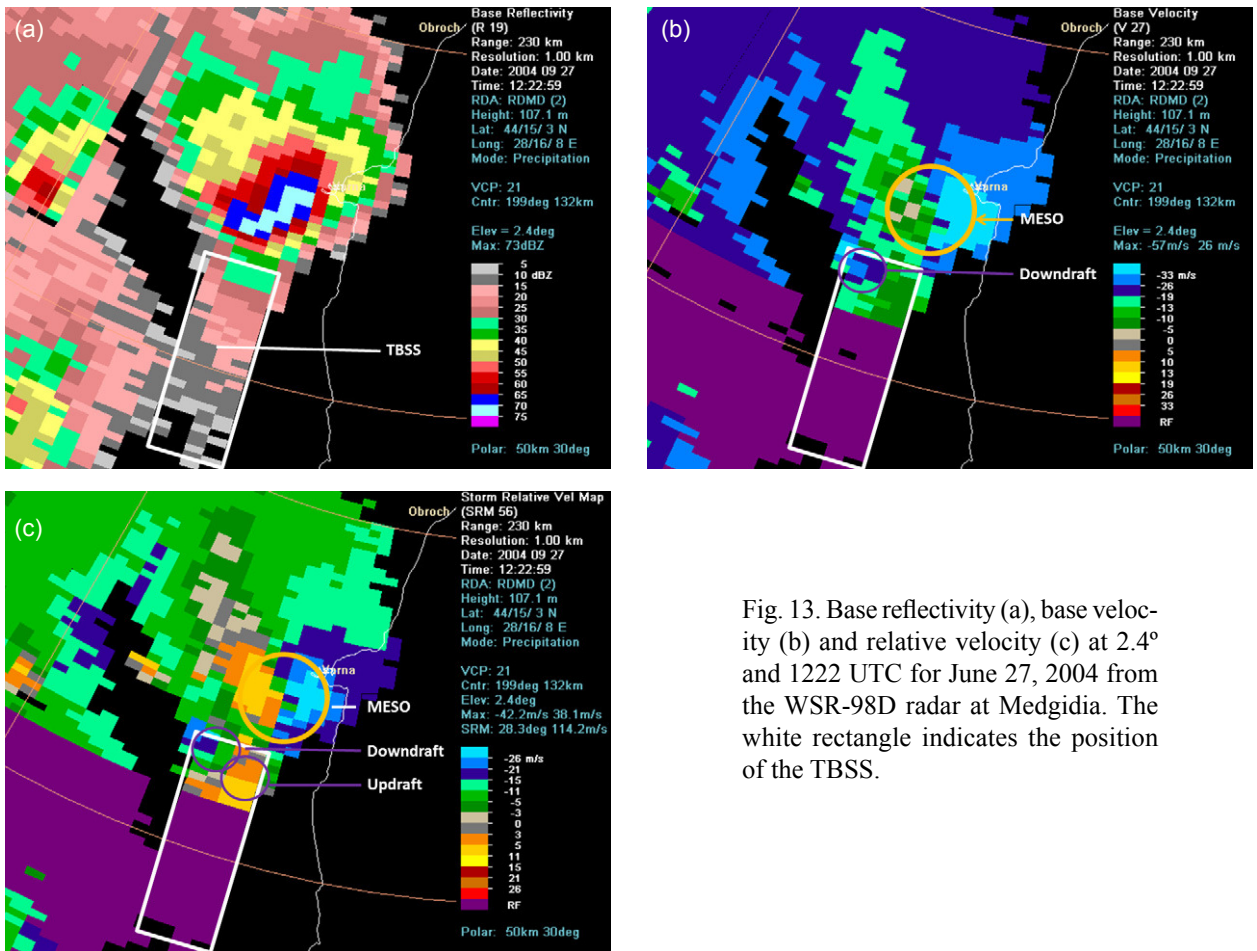 (a)
Obroch
Base Reflectivity
(R 19)
Range: 230 km
Resolution: 1.00 km
Date: 2004 09 27
Time: 12:22:59
RDA: RDMD (2)
Height: 107.1 m
Lat: 44/15/ 3 N
Long: 28/16/ 8 E
Mode: Precipitation
VCP: 21
Cntr: 199deg 132km
Elev = 2.4deg
Max: 73dBZ
5
10 dBZ
15
20
25
30
35
40
45
50
55
60
65
70
75
TBSS
Polar: 50km 30deg
(b)
Obroch
Base Velocity
(V 27)
Range: 230 km
Resolution: 1.00 km
Date: 2004 09 27
Time: 12:22:59
RDA: RDMD (2)
Height: 107.1 m
Lat: 44/15/ 3 N
Long: 28/16/ 8 E
Mode: Precipitation
VCP: 21
Cntr: 199deg 132km
Elev = 2.4deg
Max: -57m/s 26 m/s
MESO
Downdraft
-33 m/s
-26
-19
-13
-10
-5
0
5
10
13
19
26
33
RF
Polar: 50km 30deg
(c)
Obroch
Storm Relative Vel Map
(SRM 56)
Range: 230 km
Resolution: 1.00 km
Date: 2004 09 27
Time: 12:22:59
RDA: RDMD (2)
Height: 107.1 m
Lat: 44/15/ 3 N
Long: 28/16/ 8 E
Mode: Precipitation
VCP: 21
Cntr: 199deg 132km
Elev: 2.4deg
Max: -42.2m/s 38.1m/s
SRM: 28.3deg 114.2m/s
MESO
Downdraft
Updraft
-26 m/s
-21
-15
-11
-5
-3
0
3
5
11
15
21
26
RF
Polar: 50km 30deg
Fig. 13. Base reflectivity (a), base veloc-
ity (b) and relative velocity (c) at 2.4º
and 1222 UTC for June 27, 2004 from
the WSR-98D radar at Medgidia. The
white rectangle indicates the position
of the TBSS.